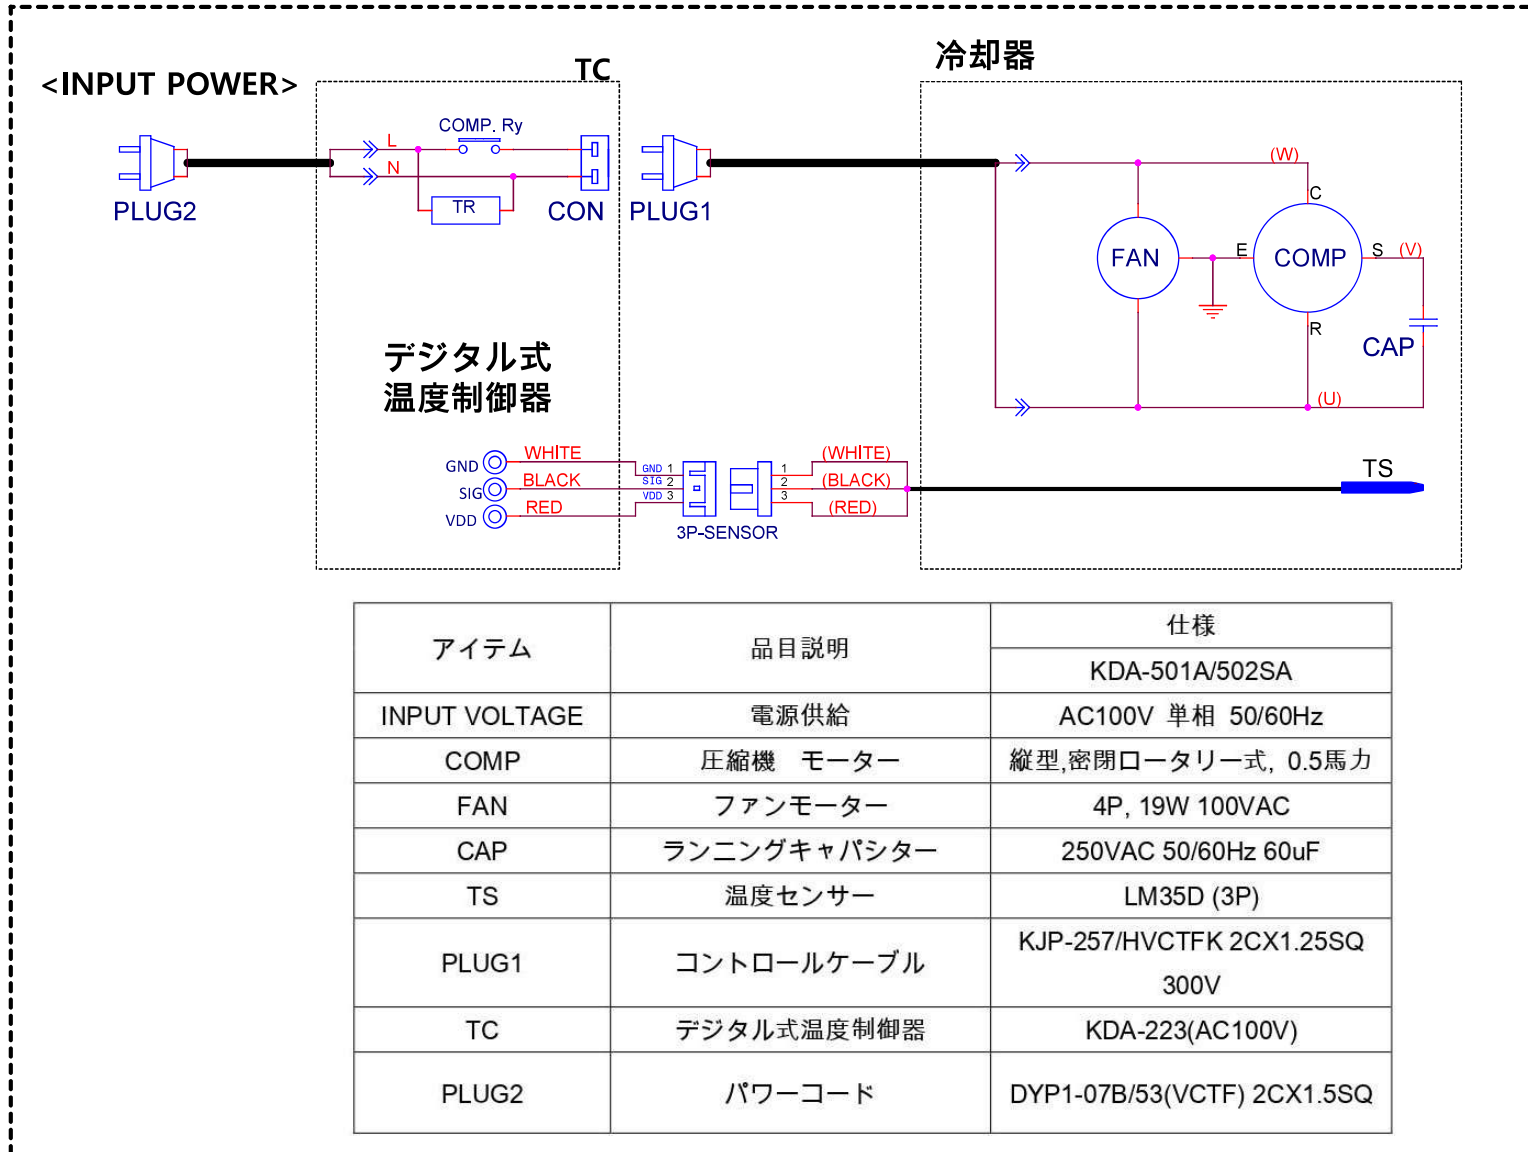 <INPUT POWER>
TC
冷却器
L
COMP. Ry
N
TR
PLUG2
CON
PLUG1
(W)
C
FAN
E
COMP
S
(V)
R
CAP
(U)
デジタル式
温度制御器
GND
WHITE
SIG
BLACK
VDD
RED
GND 1
SIG 2
VDD 3
3P-SENSOR
1
2
3
(WHITE)
(BLACK)
(RED)
TS
アイテム
品目説明
仕様
KDA-501A/502SA
INPUT VOLTAGE
電源供給
AC100V 単相 50/60Hz
COMP
圧縮機　モーター
縦型,密閉ロータリー式, 0.5馬力
FAN
ファンモーター
4P, 19W 100VAC
CAP
ランニングキャパシター
250VAC 50/60Hz 60uF
TS
温度センサー
LM35D (3P)
PLUG1
コントロールケーブル
KJP-257/HVCTFK 2CX1.25SQ
300V
TC
デジタル式温度制御器
KDA-223(AC100V)
PLUG2
パワーコード
DYP1-07B/53(VCTF) 2CX1.5SQ